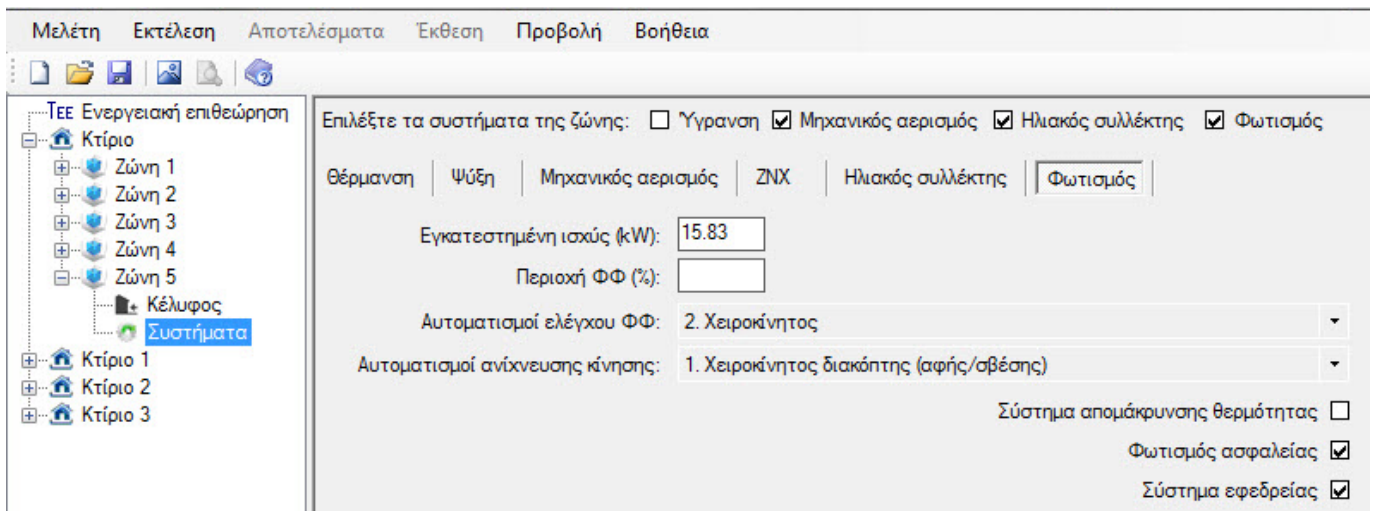 Μελέτη Εκτέλεση Αποτελέσματα Έκθεση Προβολή Βοήθεια
TEE Ενεργειακή επιθεώρηση
Κτίριο
Ζώνη 1
Ζώνη 2
Ζώνη 3
Ζώνη 4
Ζώνη 5
Κέλυφος
Συστήματα
Κτίριο 1
Κτίριο 2
Κτίριο 3
Επιλέξτε τα συστήματα της ζώνης: Ύγρανση Μηχανικός αερισμός Ηλιακός συλλέκτης Φωτισμός
Θέρμανση Ψύξη Μηχανικός αερισμός ΖΝΧ Ηλιακός συλλέκτης Φωτισμός
Εγκατεστημένη ισχύς (kW): 15.83
Περιοχή ΦΦ (%):
Αυτοματισμοί ελέγχου ΦΦ: 2. Χειροκίνητος
Αυτοματισμοί ανίχνευσης κίνησης: 1. Χειροκίνητος διακόπτης (αφής/σβέσης)
Σύστημα απομάκρυνσης θερμότητας
Φωτισμός ασφαλείας
Σύστημα εφεδρείας